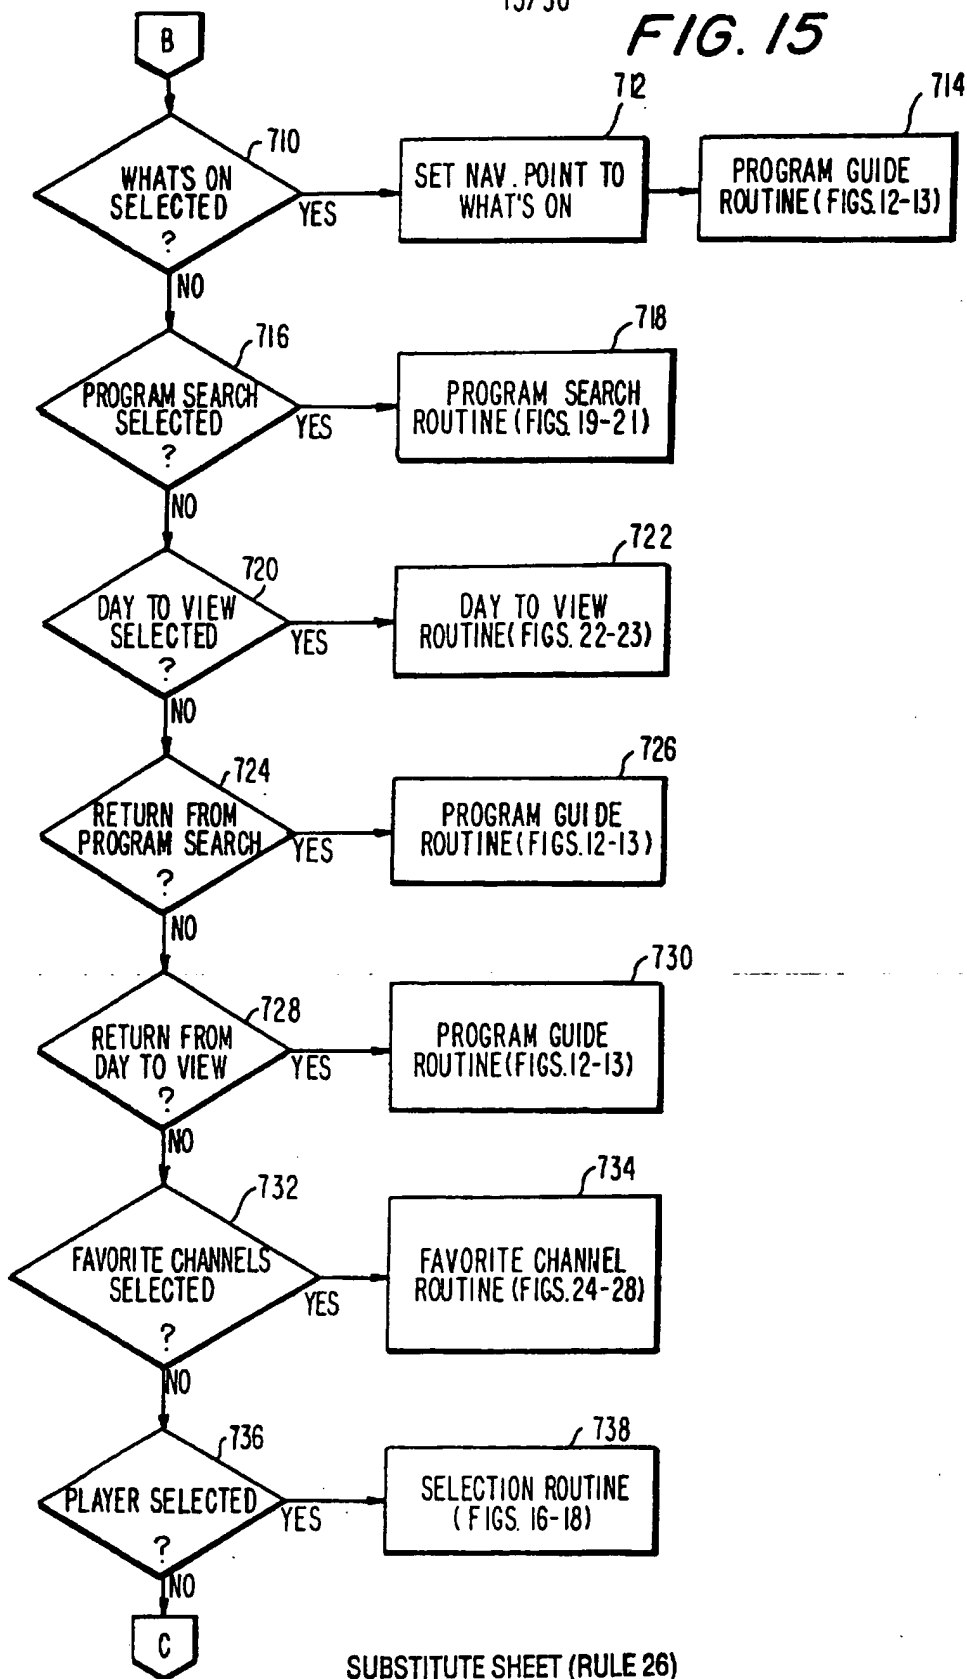 FIG. 15
B
710
WHAT'S ON
SELECTED
?
YES
NO
712
SET NAV. POINT TO
WHAT'S ON
714
PROGRAM GUIDE
ROUTINE (FIGS. 12-13)
716
PROGRAM SEARCH
SELECTED
?
YES
NO
718
PROGRAM SEARCH
ROUTINE (FIGS. 19-21)
720
DAY TO VIEW
SELECTED
?
YES
NO
722
DAY TO VIEW
ROUTINE (FIGS. 22-23)
724
RETURN FROM
PROGRAM SEARCH
?
YES
NO
726
PROGRAM GUIDE
ROUTINE (FIGS. 12-13)
728
RETURN FROM
DAY TO VIEW
?
YES
NO
730
PROGRAM GUIDE
ROUTINE (FIGS. 12-13)
732
FAVORITE CHANNELS
SELECTED
?
YES
NO
734
FAVORITE CHANNEL
ROUTINE (FIGS. 24-28)
736
PLAYER SELECTED
?
YES
NO
738
SELECTION ROUTINE
(FIGS. 16-18)
C
SUBSTITUTE SHEET (RULE 26)